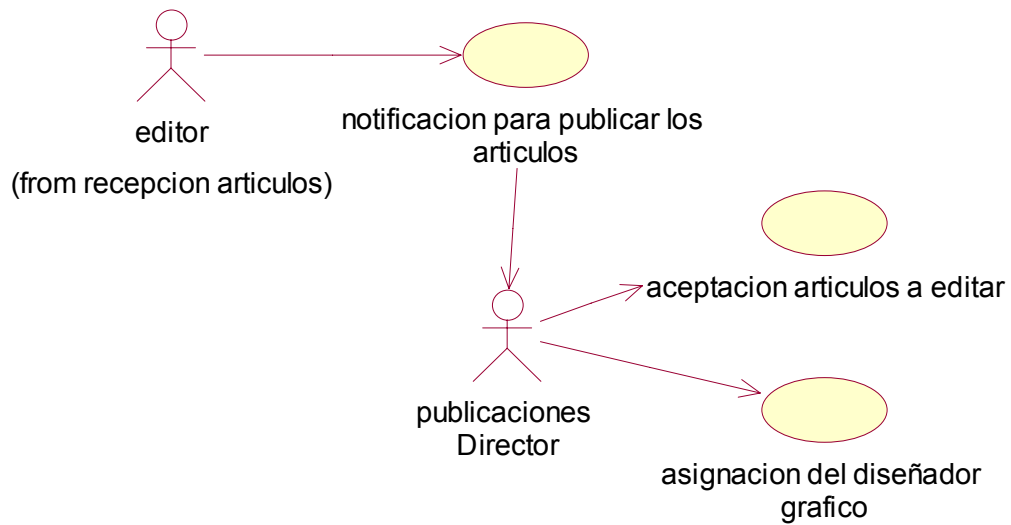 editor
(from recepcion articulos)
notificacion para publicar los
articulos
aceptacion articulos a editar
publicaciones
Director
asignacion del diseñador
grafico